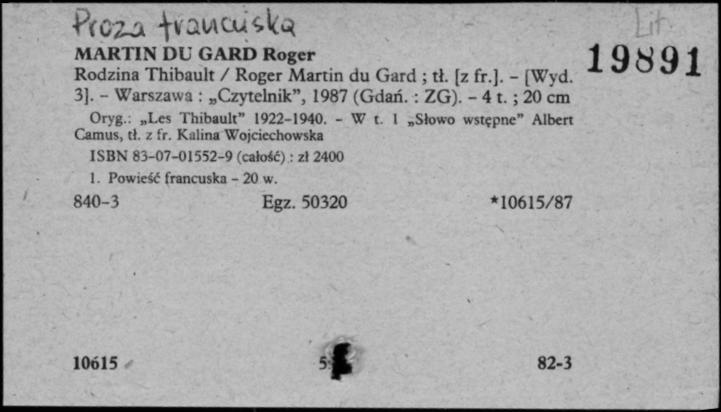 Proza francuska
Lit.
MARTIN DU GARD Roger
19891
Rodzina Thibault / Roger Martin du Gard ; tł. [z fr.]. – [Wyd.
3]. – Warszawa : „Czytelnik”, 1987 (Gdań. : ZG). – 4 t. ; 20 cm
Oryg.: „Les Thibault” 1922-1940. – W t. 1 „Słowo wstępne” Albert
Camus, tł. z fr. Kalina Wojciechowska
ISBN 83-07-01552-9 (całość) : zł 2400
1. Powieść francuska – 20 w.
840-3 Egz. 50320 *10615/87
10615 82-3